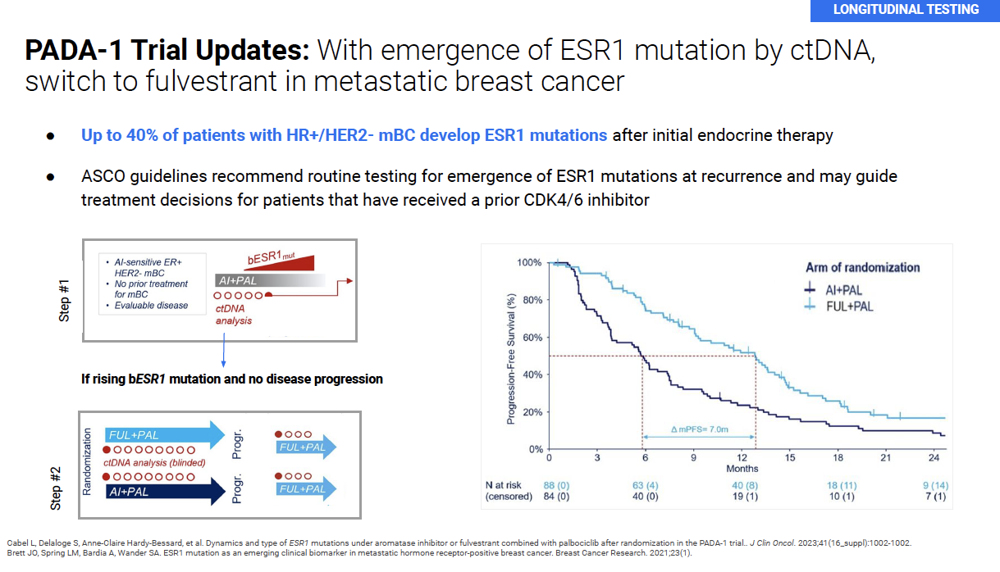 LONGITUDINAL TESTING
PADA-1 Trial Updates: With emergence of ESR1 mutation by ctDNA,
switch to fulvestrant in metastatic breast cancer
● Up to 40% of patients with HR+/HER2- mBC develop ESR1 mutations after initial endocrine therapy
● ASCO guidelines recommend routine testing for emergence of ESR1 mutations at recurrence and may guide
treatment decisions for patients that have received a prior CDK4/6 inhibitor
Step #1
• AI-sensitive ER+
HER2- mBC
• No prior treatment
for mBC
• Evaluable disease
bESR1mut
AI+PAL
ctDNA
analysis
If rising bESR1 mutation and no disease progression
Step #2
Randomization
FUL+PAL
ctDNA analysis (blinded)
AI+PAL
Progr.
Progr.
FUL+PAL
FUL+PAL
Progression-Free Survival (%)
100%
80%
60%
40%
20%
0%
Arm of randomization
AI+PAL
FUL+PAL
Δ mPFS= 7.0m
0 3 6 9 12 15 18 21 24
Months
N at risk 88 (0) 63 (4) 40 (8) 18 (11) 9 (14)
(censored) 84 (0) 40 (0) 19 (1) 10 (1) 7 (1)
Cabel L, Delaloge S, Anne-Claire Hardy-Bessard, et al. Dynamics and type of ESR1 mutations under aromatase inhibitor or fulvestrant combined with palbociclib after randomization in the PADA-1 trial.. J Clin Oncol. 2023;41(16_suppl):1002-1002.
Brett JO, Spring LM, Bardia A, Wander SA. ESR1 mutation as an emerging clinical biomarker in metastatic hormone receptor-positive breast cancer. Breast Cancer Research. 2021;23(1).